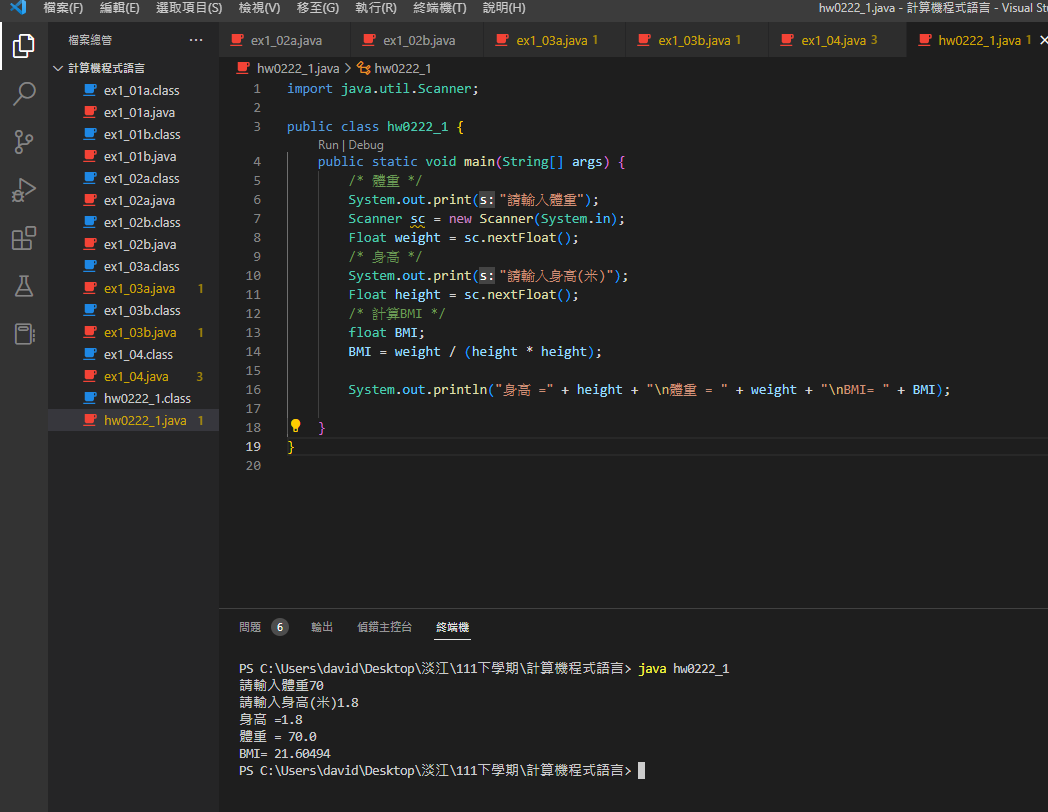 檔案(F) 編輯(E) 選取項目(S) 檢視(V) 移至(G) 執行(R) 終端機(T) 說明(H) hw0222_1.java - 計算機程式語言 - Visual St
檔案總管 ···
計算機程式語言
ex1_01a.class
ex1_01a.java
ex1_01b.class
ex1_01b.java
ex1_02a.class
ex1_02a.java
ex1_02b.class
ex1_02b.java
ex1_03a.class
ex1_03a.java 1
ex1_03b.class
ex1_03b.java 1
ex1_04.class
ex1_04.java 3
hw0222_1.class
hw0222_1.java 1
ex1_02a.java ex1_02b.java ex1_03a.java 1 ex1_03b.java 1 ex1_04.java 3 hw0222_1.java 1
hw0222_1.java > hw0222_1
1 import java.util.Scanner;
2
3 public class hw0222_1 {
Run | Debug
4 public static void main(String[] args) {
5 /* 體重 */
6 System.out.print(s: "請輸入體重");
7 Scanner sc = new Scanner(System.in);
8 Float weight = sc.nextFloat();
9 /* 身高 */
10 System.out.print(s: "請輸入身高(米)");
11 Float height = sc.nextFloat();
12 /* 計算BMI */
13 float BMI;
14 BMI = weight / (height * height);
15
16 System.out.println("身高 =" + height + "\n體重 = " + weight + "\nBMI= " + BMI);
17
18 }
19 }
20
問題 6 輸出 偵錯主控台 終端機
PS C:\Users\david\Desktop\淡江\111下學期\計算機程式語言> java hw0222_1
請輸入體重70
請輸入身高(米)1.8
身高 =1.8
體重 = 70.0
BMI= 21.60494
PS C:\Users\david\Desktop\淡江\111下學期\計算機程式語言>